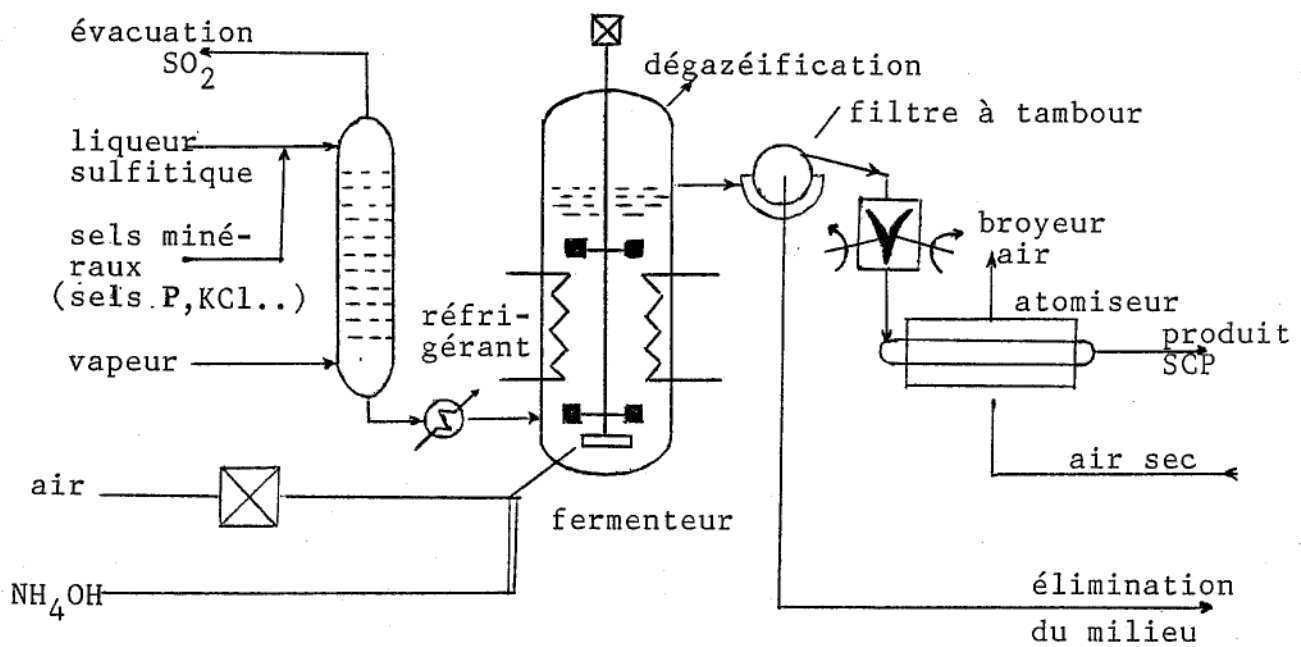 évacuation
SO2
dégazéification
filtre à tambour
liqueur
sulfitique
sels miné-
raux
(sels P,KCl..)
vapeur
réfri-
gérant
broyeur
air
atomiseur
produit
SCP
air sec
air
fermenteur
NH4OH
élimination
du milieu